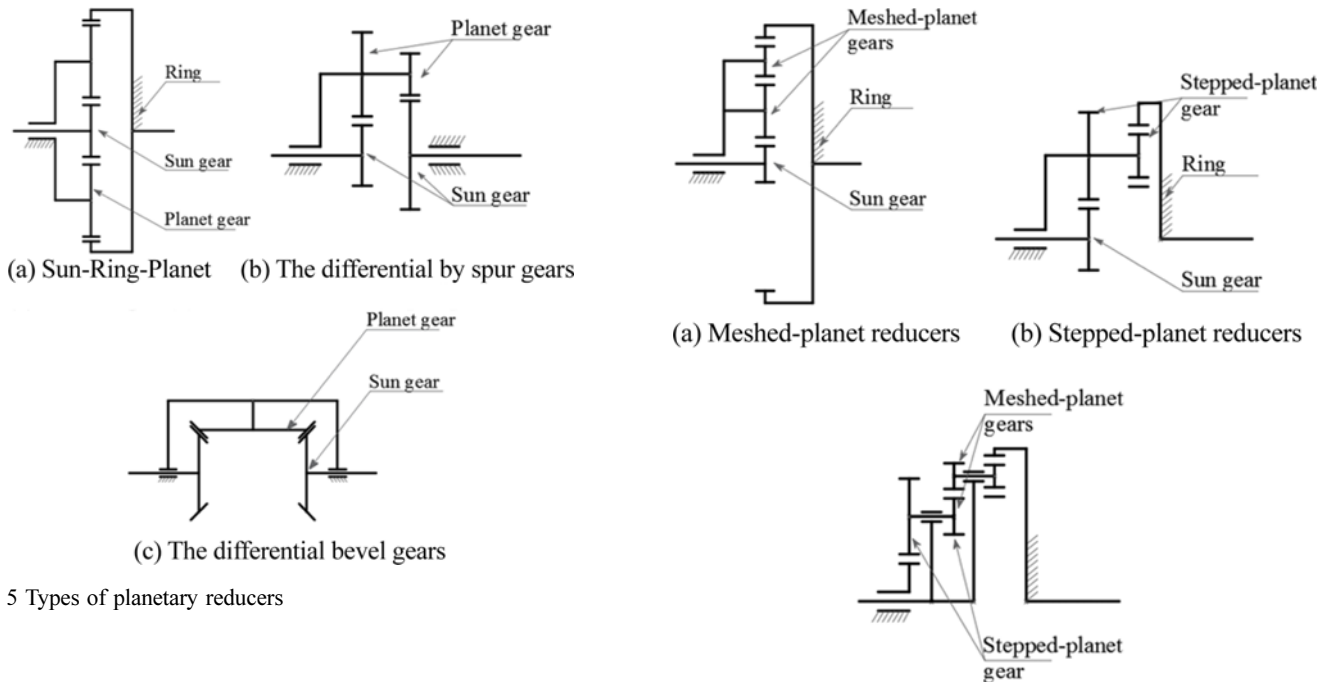 Ring
Sun gear
Planet gear
(a) Sun-Ring-Planet
Planet gear
Sun gear
(b) The differential by spur gears
Planet gear
Sun gear
(c) The differential bevel gears
5 Types of planetary reducers
Meshed-planet
gears
Ring
Sun gear
(a) Meshed-planet reducers
Stepped-planet
gear
Ring
Sun gear
(b) Stepped-planet reducers
Meshed-planet
gears
Stepped-planet
gear